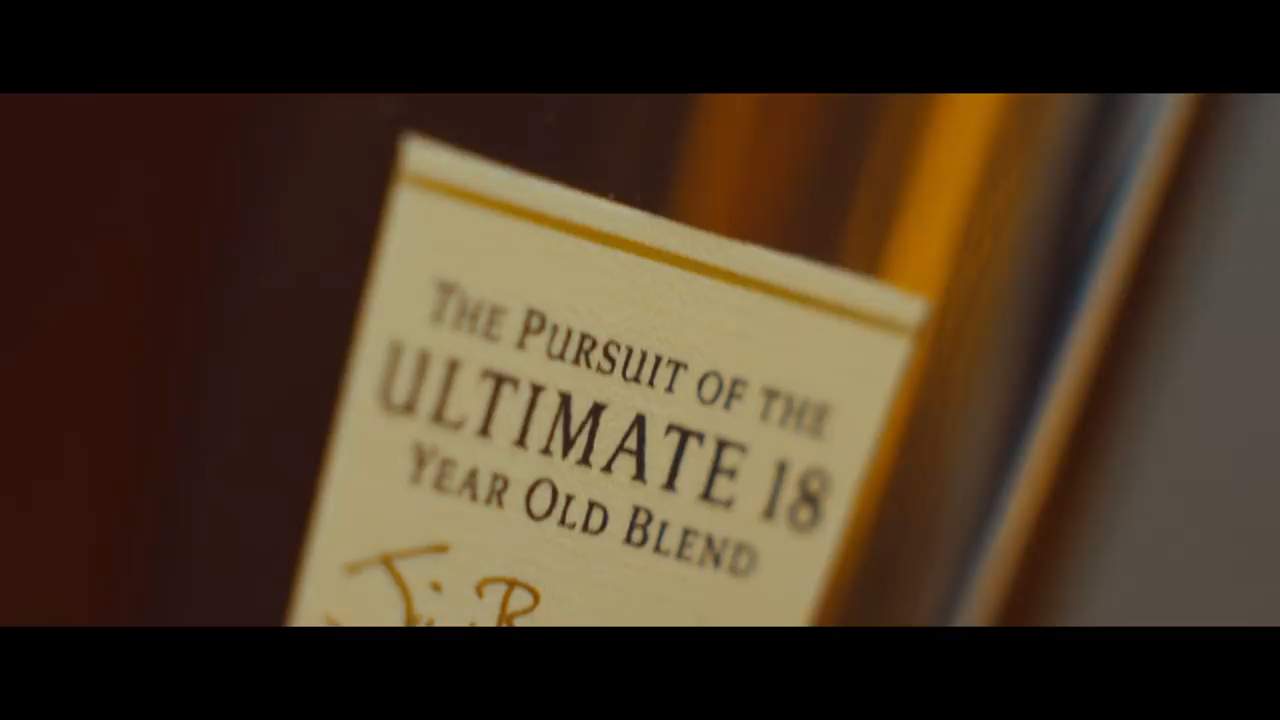 THE PURSUIT OF THE
ULTIMATE 18
YEAR OLD BLEND